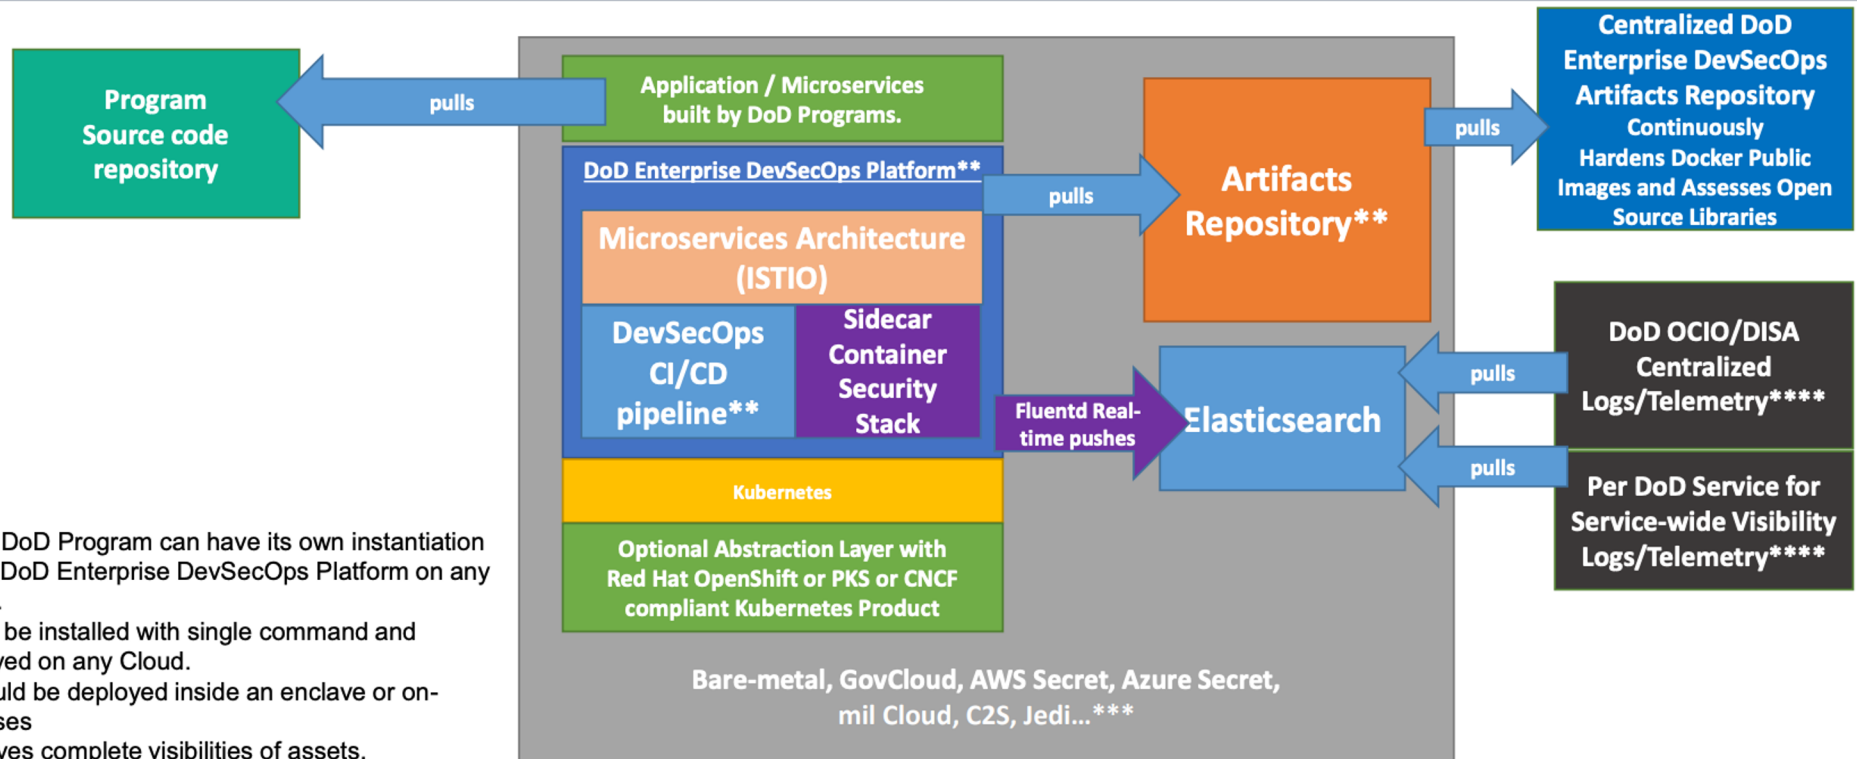 Program
Source code
repository
pulls
Application / Microservices
built by DoD Programs.
DoD Enterprise DevSecOps Platform**
Microservices Architecture
(ISTIO)
DevSecOps
CI/CD
pipeline**
Sidecar
Container
Security
Stack
Kubernetes
Optional Abstraction Layer with
Red Hat OpenShift or PKS or CNCF
compliant Kubernetes Product
pulls
Artifacts
Repository**
Fluentd Real-
time pushes
Elasticsearch
Bare-metal, GovCloud, AWS Secret, Azure Secret,
mil Cloud, C2S, Jedi...***
pulls
Centralized DoD
Enterprise DevSecOps
Artifacts Repository
Continuously
Hardens Docker Public
Images and Assesses Open
Source Libraries
pulls
DoD OCIO/DISA
Centralized
Logs/Telemetry****
pulls
Per DoD Service for
Service-wide Visibility
Logs/Telemetry****
DoD Program can have its own instantiation
DoD Enterprise DevSecOps Platform on any
be installed with single command and
on any Cloud.
be deployed inside an enclave or on-
complete visibilities of assets.